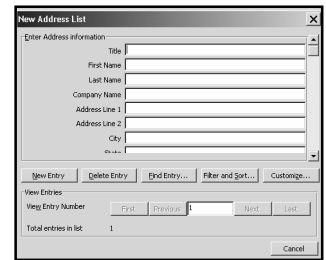 New Address List
Enter Address information
Title
First Name
Last Name
Company Name
Address Line 1
Address Line 2
City
State
New Entry Delete Entry Find Entry... Filter and Sort... Customize...
View Entries
View Entry Number First Previous 1 Next Last
Total entries in list 1
Cancel